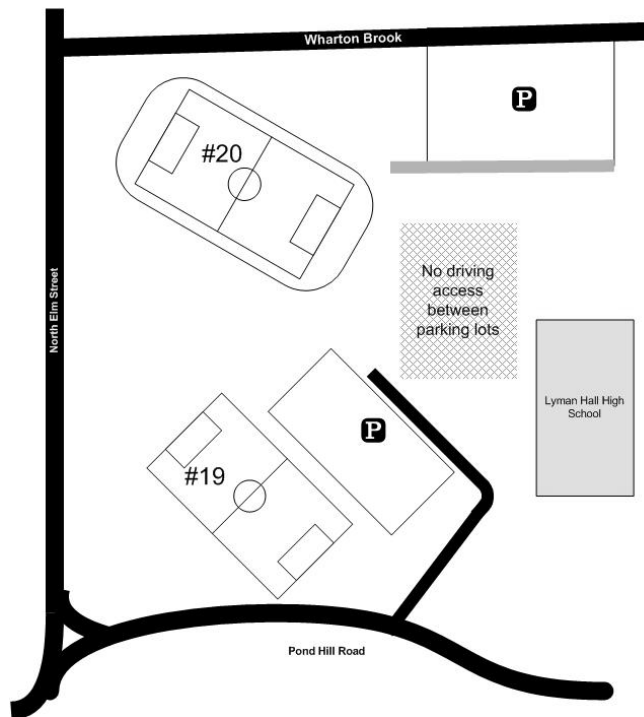 Wharton Brook
P
#20
No driving
access
between
parking lots
North Elm Street
Lyman Hall High
School
P
#19
Pond Hill Road